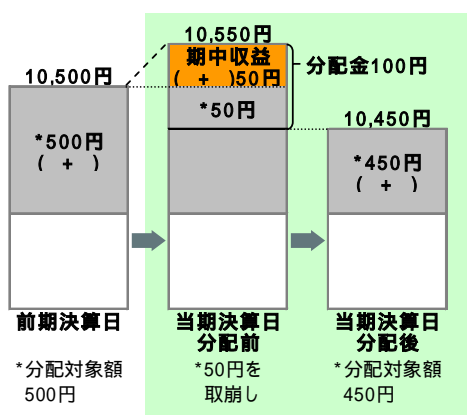 10,550円
期中収益
(　+　)50円
分配金100円
*50円
10,500円
*500円
(　+　)
10,450円
*450円
(　+　)
前期決算日
当期決算日
分配前
当期決算日
分配後
*分配対象額
500円
*50円を
取崩し
*分配対象額
450円